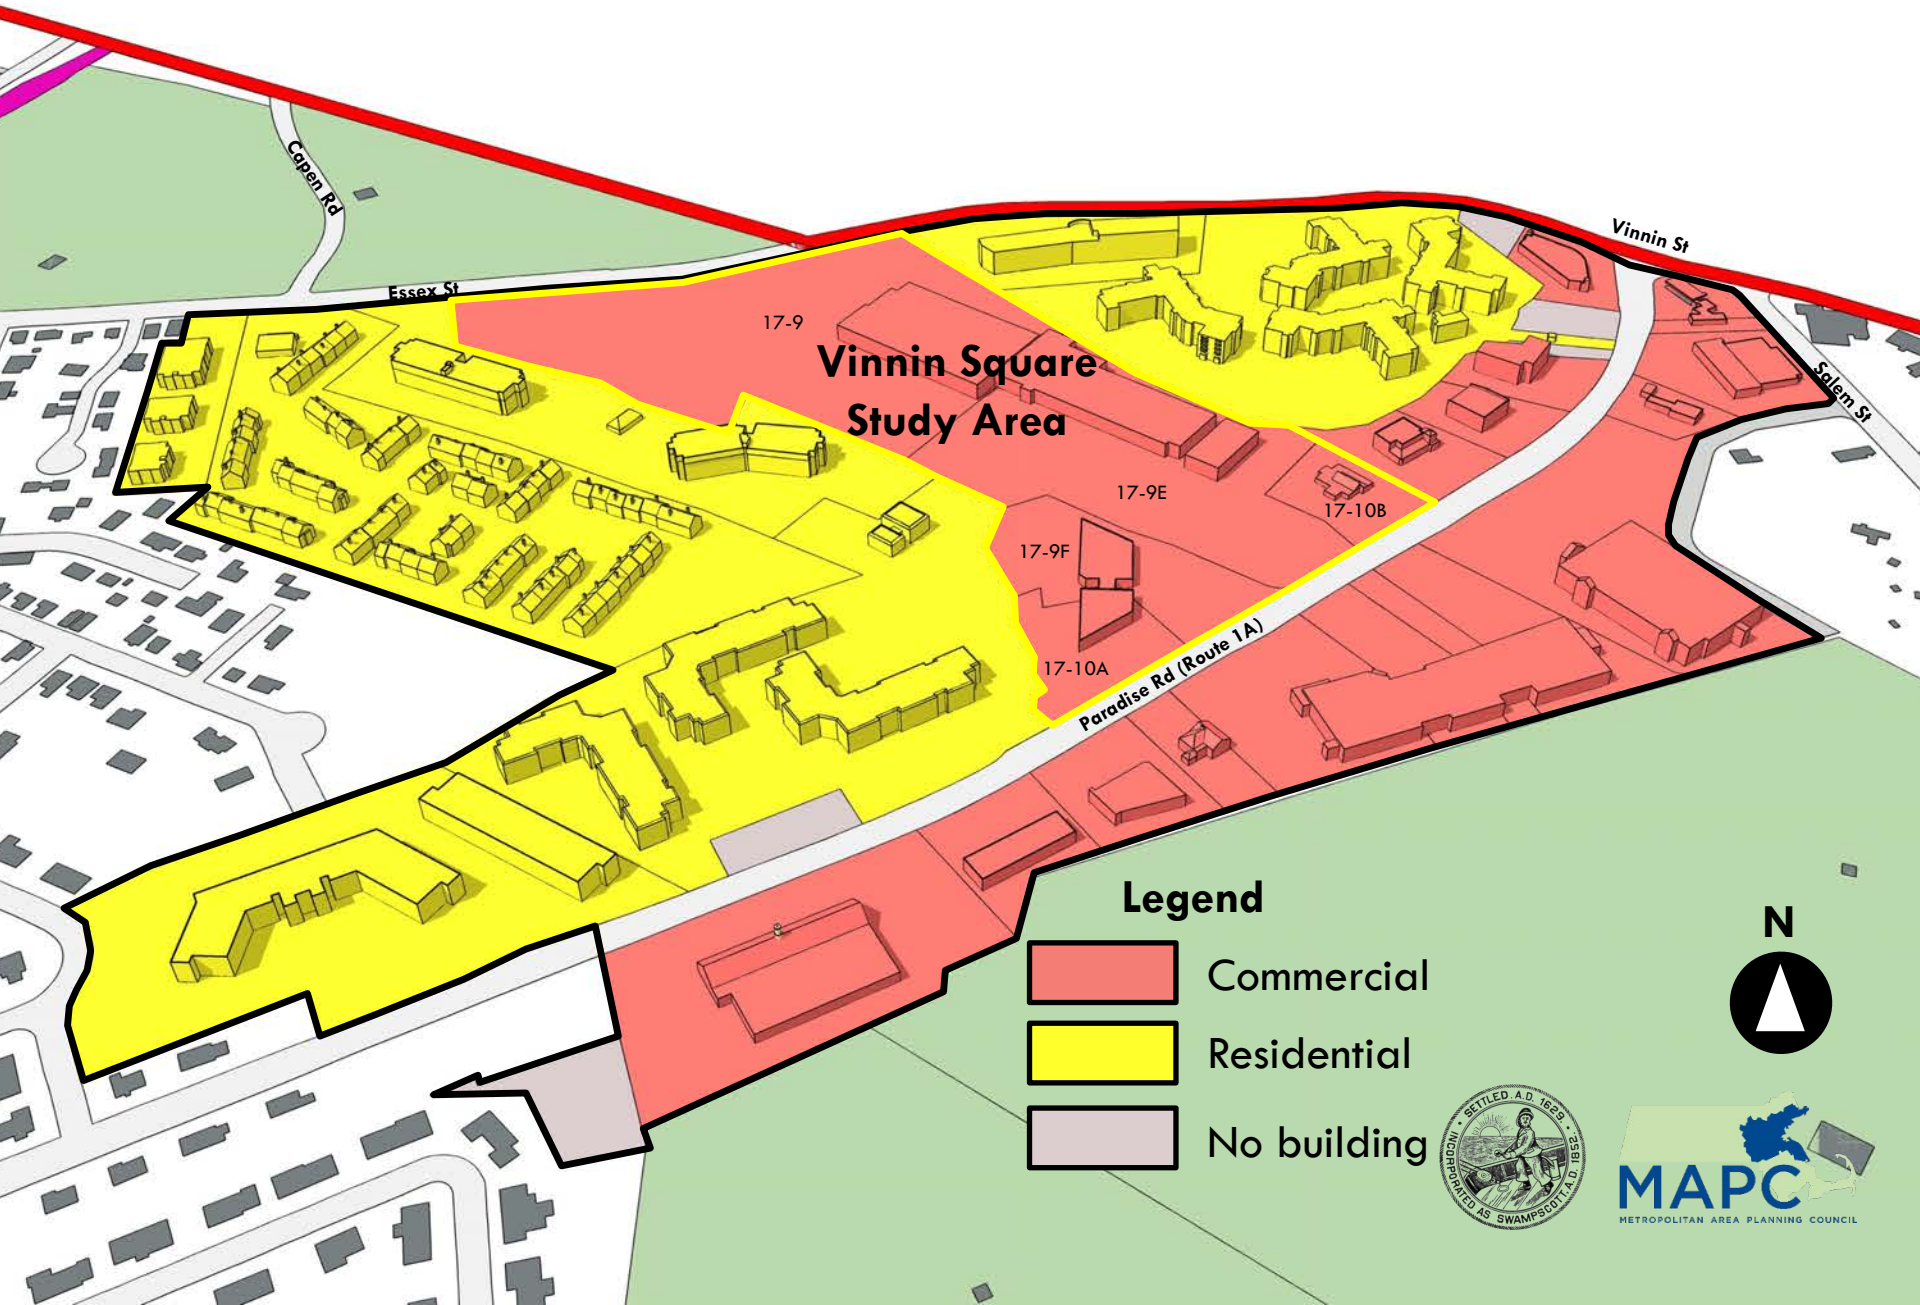 Capen Rd
Essex St
Vinnin St
Salem St
17-9
Vinnin Square
Study Area
17-9E
17-10B
17-9F
17-10A
Paradise Rd (Route 1A)
Legend
Commercial
Residential
No building
N
SETTLED A.D. 1629.
INCORPORATED AS SWAMPSCOTT, A.D. 1852.
MAPC
METROPOLITAN AREA PLANNING COUNCIL